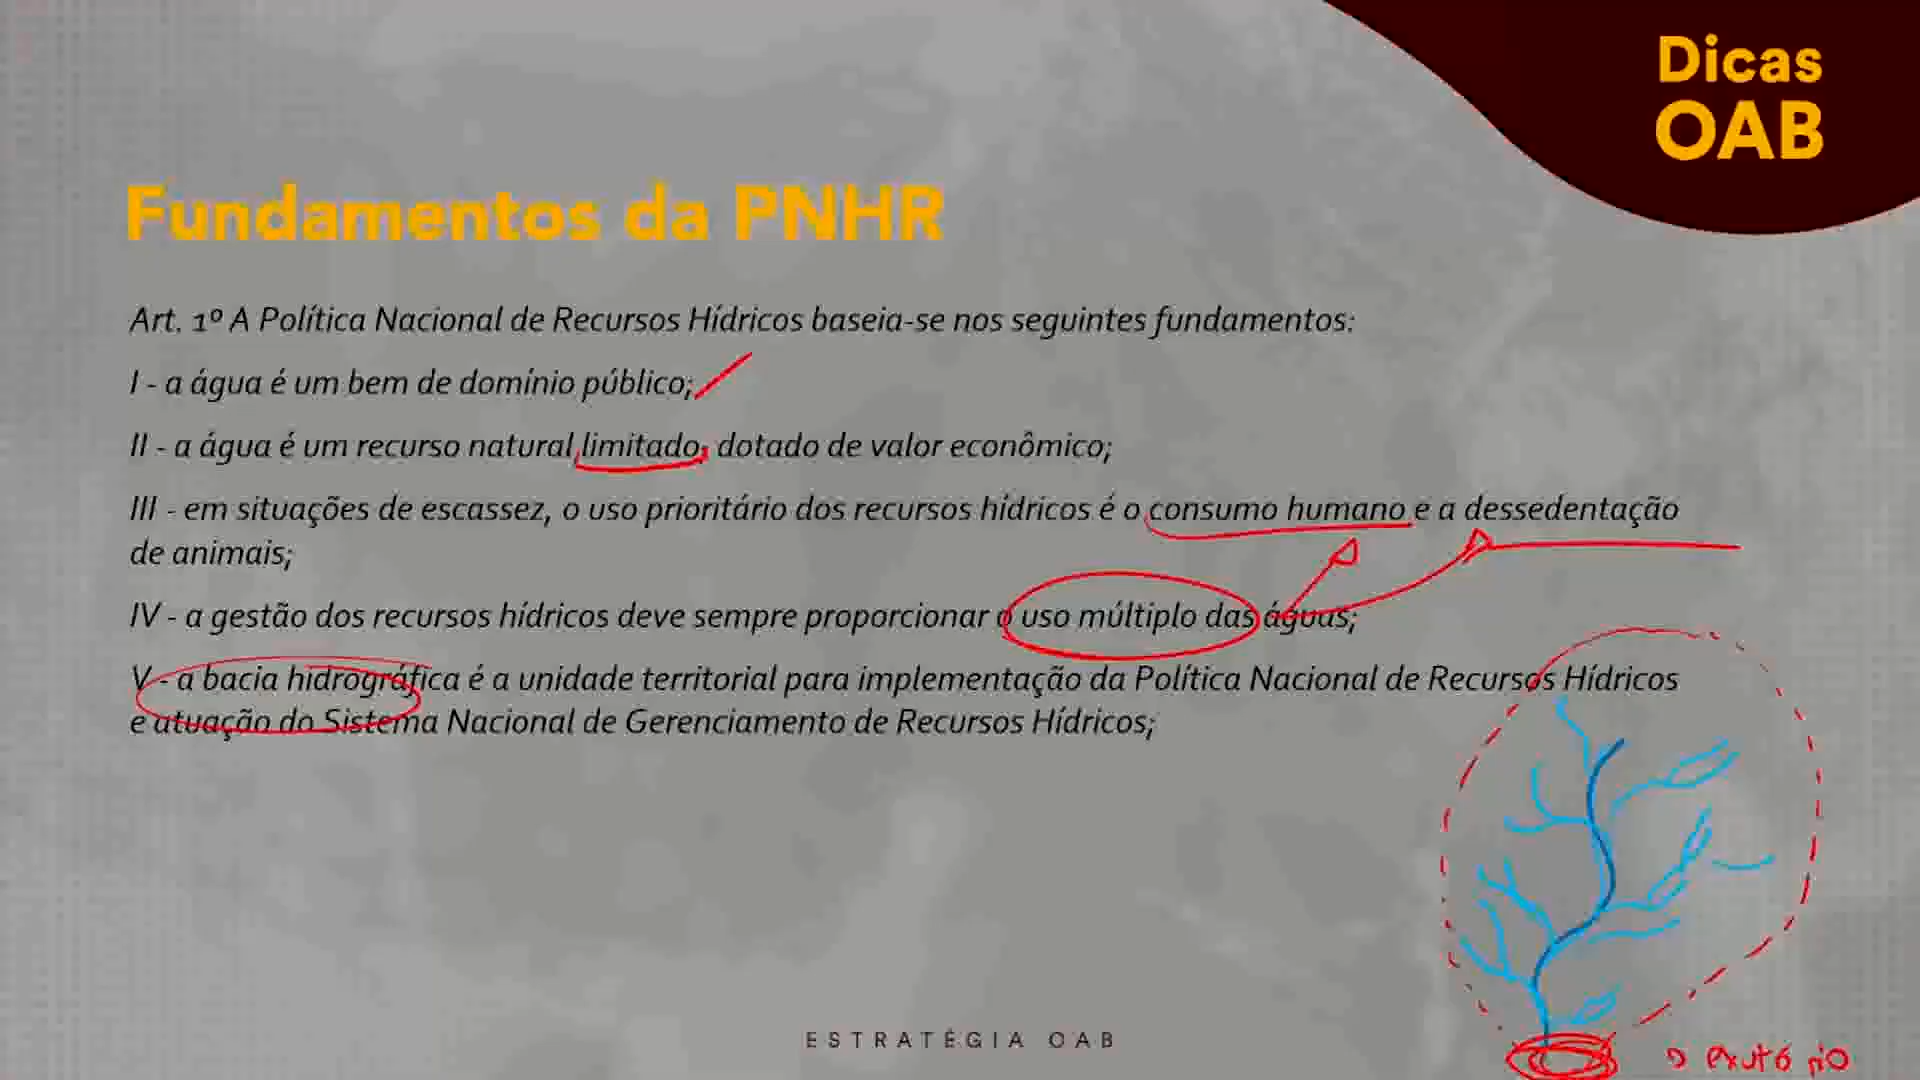 Dicas
OAB
Fundamentos da PNHR
Art. 1º A Política Nacional de Recursos Hídricos baseia-se nos seguintes fundamentos:
I - a água é um bem de domínio público;
II - a água é um recurso natural limitado, dotado de valor econômico;
III - em situações de escassez, o uso prioritário dos recursos hídricos é o consumo humano e a dessedentação
de animais;
IV - a gestão dos recursos hídricos deve sempre proporcionar o uso múltiplo das águas;
V - a bacia hidrográfica é a unidade territorial para implementação da Política Nacional de Recursos Hídricos
e atuação do Sistema Nacional de Gerenciamento de Recursos Hídricos;
ESTRATÉGIA OAB
exutório